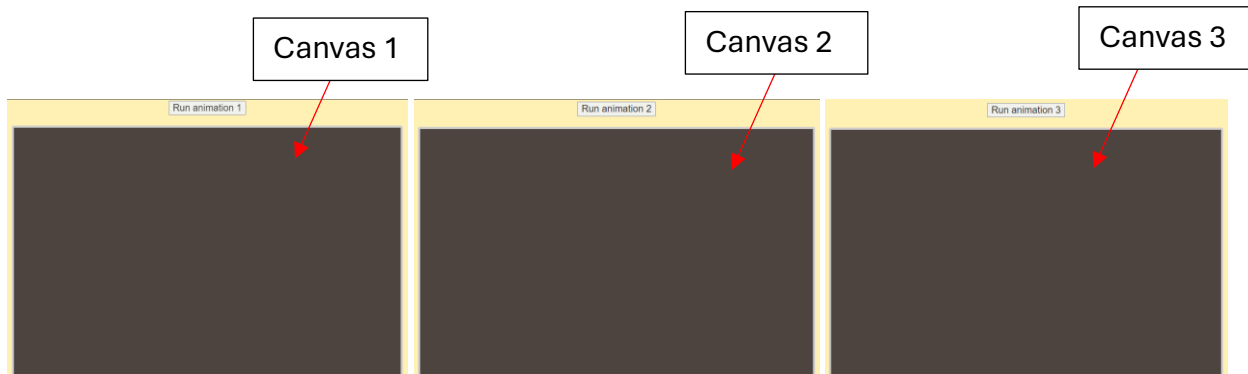 Canvas 1
Canvas 2
Canvas 3
Run animation 1
Run animation 2
Run animation 3